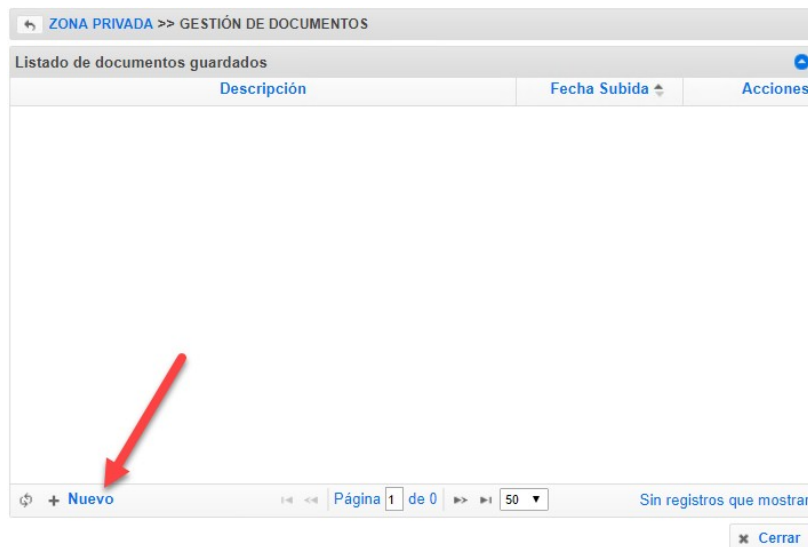 ZONA PRIVADA >> GESTIÓN DE DOCUMENTOS
Listado de documentos guardados
Descripción Fecha Subida Acciones
+ Nuevo Página 1 de 0 50 Sin registros que mostrar
Cerrar